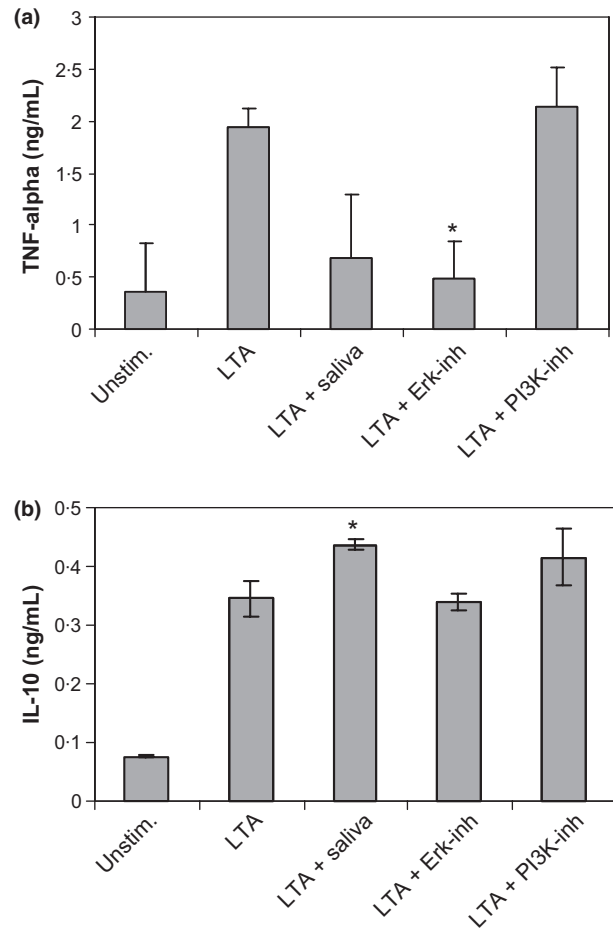 (a)
TNF-alpha (ng/mL)
3
2·5
2
1·5
1
0·5
0
*
Unstim.
LTA
LTA + saliva
LTA + Erk-inh
LTA + PI3K-inh
(b)
IL-10 (ng/mL)
0·5
0·4
0·3
0·2
0·1
0
*
Unstim.
LTA
LTA + saliva
LTA + Erk-inh
LTA + PI3K-inh